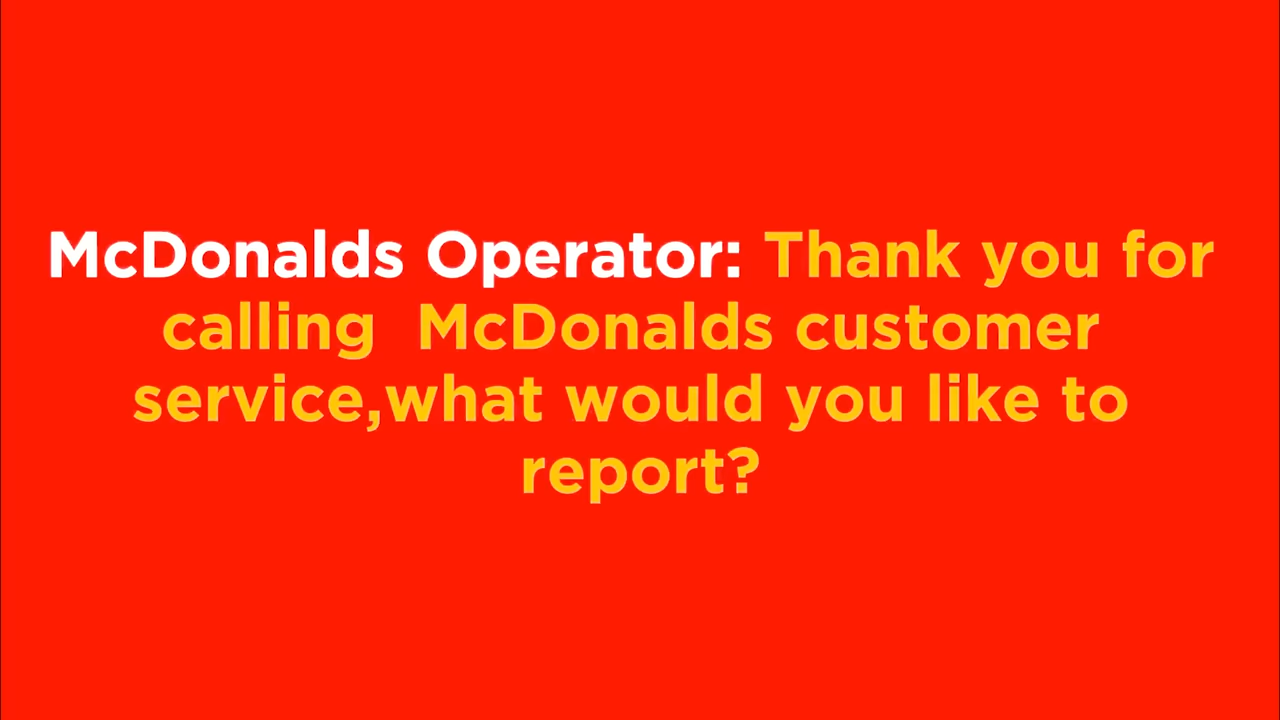 McDonalds Operator: Thank you for
calling  McDonalds customer
service,what would you like to
report?